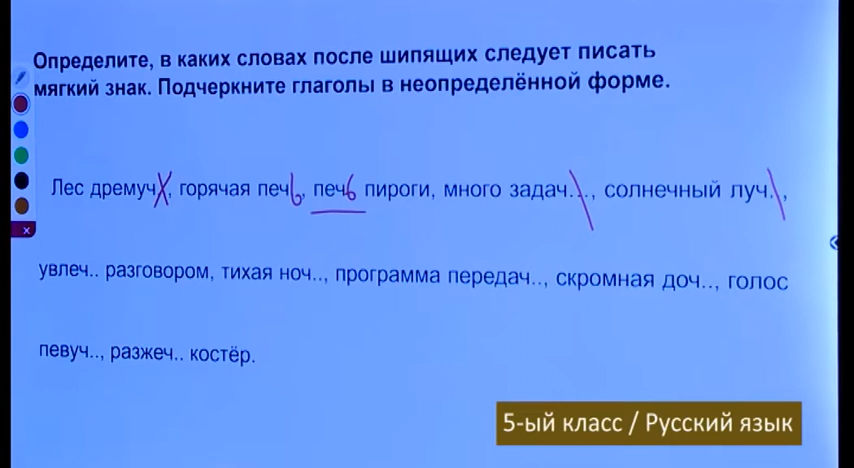 Определите, в каких словах после шипящих следует писать
мягкий знак. Подчеркните глаголы в неопределённой форме.
Лес дремуч, горячая печь, печь пироги, много задач..., солнечный луч..,
увлеч.. разговором, тихая ноч.., программа передач.., скромная доч.., голос
певуч.., разжеч.. костёр.
5-ый класс / Русский язык